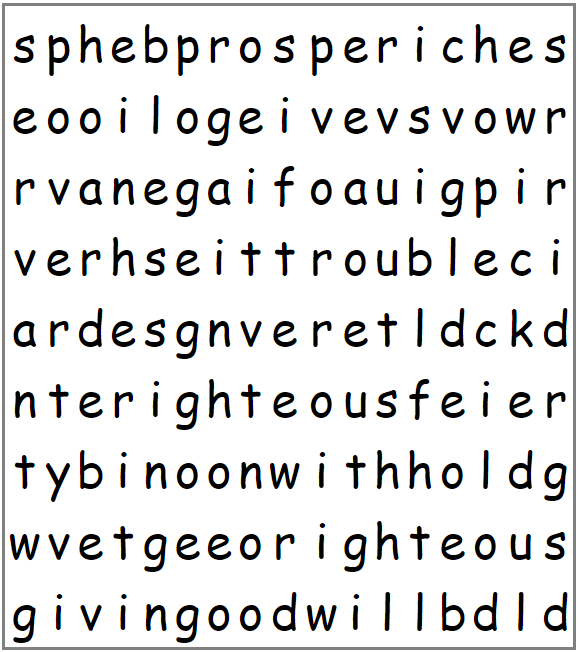 sphebprosperiches
eooilogeivevsvowr
rvanegaifoauigpir
verhseittroubleci
ardesgnveretldckd
nterighteousfeier
tybinoonwithholdg
wvetgeeorighteous
givingoodwillbdld